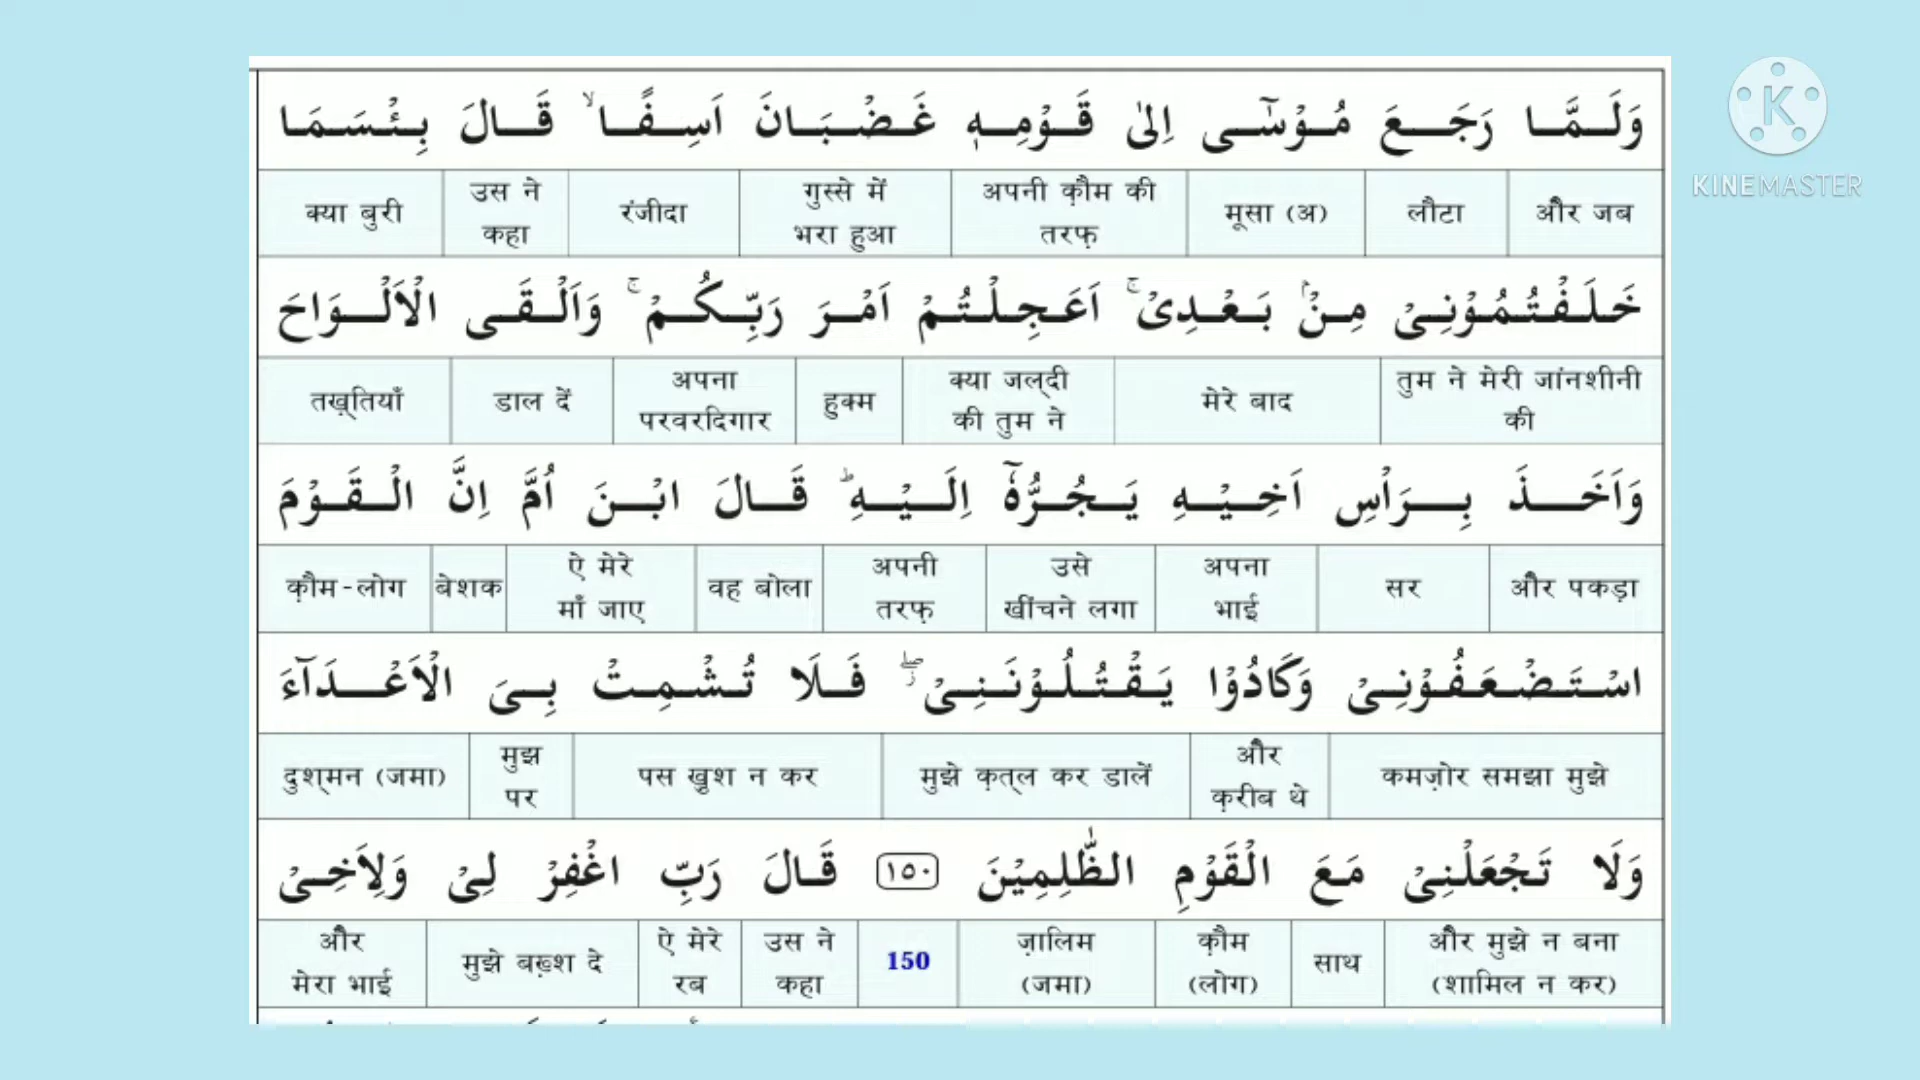 وَلَمَّا رَجَعَ مُوْسٰۤى اِلٰى قَوْمِهٖ غَضْبَانَ اَسِفًا ۙ قَالَ بِئْسَمَا
और जब लौटा मूसा (अ) अपनी क़ौम की तरफ़ गुस्से में भरा हुआ रंजीदा उस ने कहा क्या बुरी
KINEMASTER
خَلَفْتُمُوْنِىْ مِنْۢ بَعْدِىْ ۚ اَعَجِلْتُمْ اَمْرَ رَبِّكُمْ ۚ وَاَلْقَى الْاَلْوَاحَ
तुम ने मेरी जांनशीनी की मेरे बाद क्या जल्दी की तुम ने हुक्म अपना परवरदिगार डाल दें तख़्तियाँ
وَاَخَذَ بِرَاْسِ اَخِيْهِ يَجُرُّهٗۤ اِلَيْهِ ؕ قَالَ ابْنَ اُمَّ اِنَّ الْقَوْمَ
और पकड़ा सर अपना भाई उसे खींचने लगा अपनी तरफ़ वह बोला ऐ मेरे माँ जाए बेशक क़ौम-लोग
اسْتَضْعَفُوْنِىْ وَكَادُوْا يَقْتُلُوْنَنِىْ ۖ فَلَا تُشْمِتْ بِىَ الْاَعْدَآءَ
कमज़ोर समझा मुझे और क़रीब थे मुझे क़त्ल कर डालें पस ख़ुश न कर मुझ पर दुश्मन (जमा)
وَلَا تَجْعَلْنِىْ مَعَ الْقَوْمِ الظّٰلِمِيْنَ ١٥٠ قَالَ رَبِّ اغْفِرْ لِىْ وَلِاَخِىْ
और मुझे न बना (शामिल न कर) साथ क़ौम (लोग) ज़ालिम (जमा) 150 उस ने कहा ऐ मेरे रब मुझे बख़्श दे और मेरा भाई